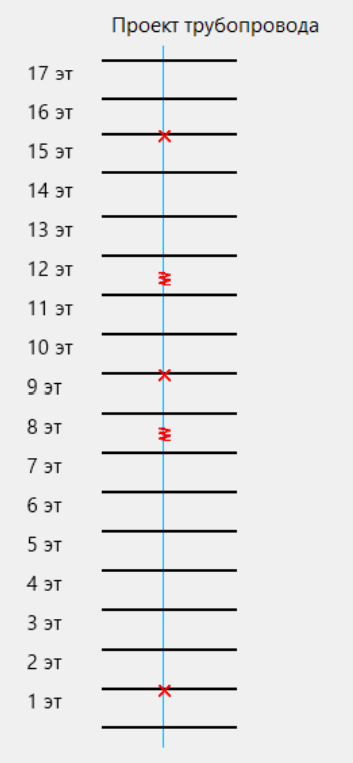 Проект трубопровода
17 эт
16 эт
15 эт
14 эт
13 эт
12 эт
11 эт
10 эт
9 эт
8 эт
7 эт
6 эт
5 эт
4 эт
3 эт
2 эт
1 эт